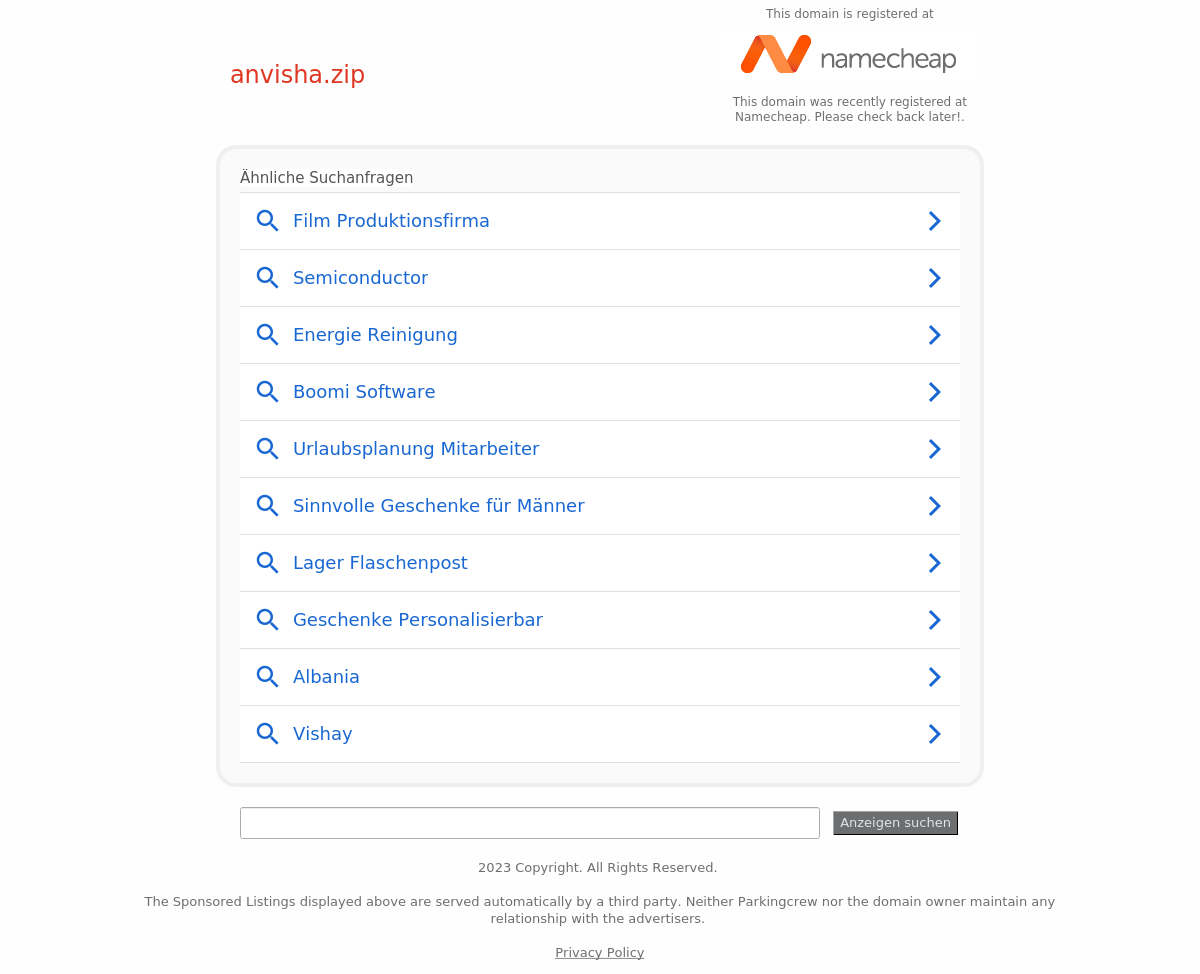 This domain is registered at
namecheap
anvisha.zip
This domain was recently registered at
Namecheap. Please check back later!.
Ähnliche Suchanfragen
Film Produktionsfirma
Semiconductor
Energie Reinigung
Boomi Software
Urlaubsplanung Mitarbeiter
Sinnvolle Geschenke für Männer
Lager Flaschenpost
Geschenke Personalisierbar
Albania
Vishay
Anzeigen suchen
2023 Copyright. All Rights Reserved.
The Sponsored Listings displayed above are served automatically by a third party. Neither Parkingcrew nor the domain owner maintain any
relationship with the advertisers.
Privacy Policy